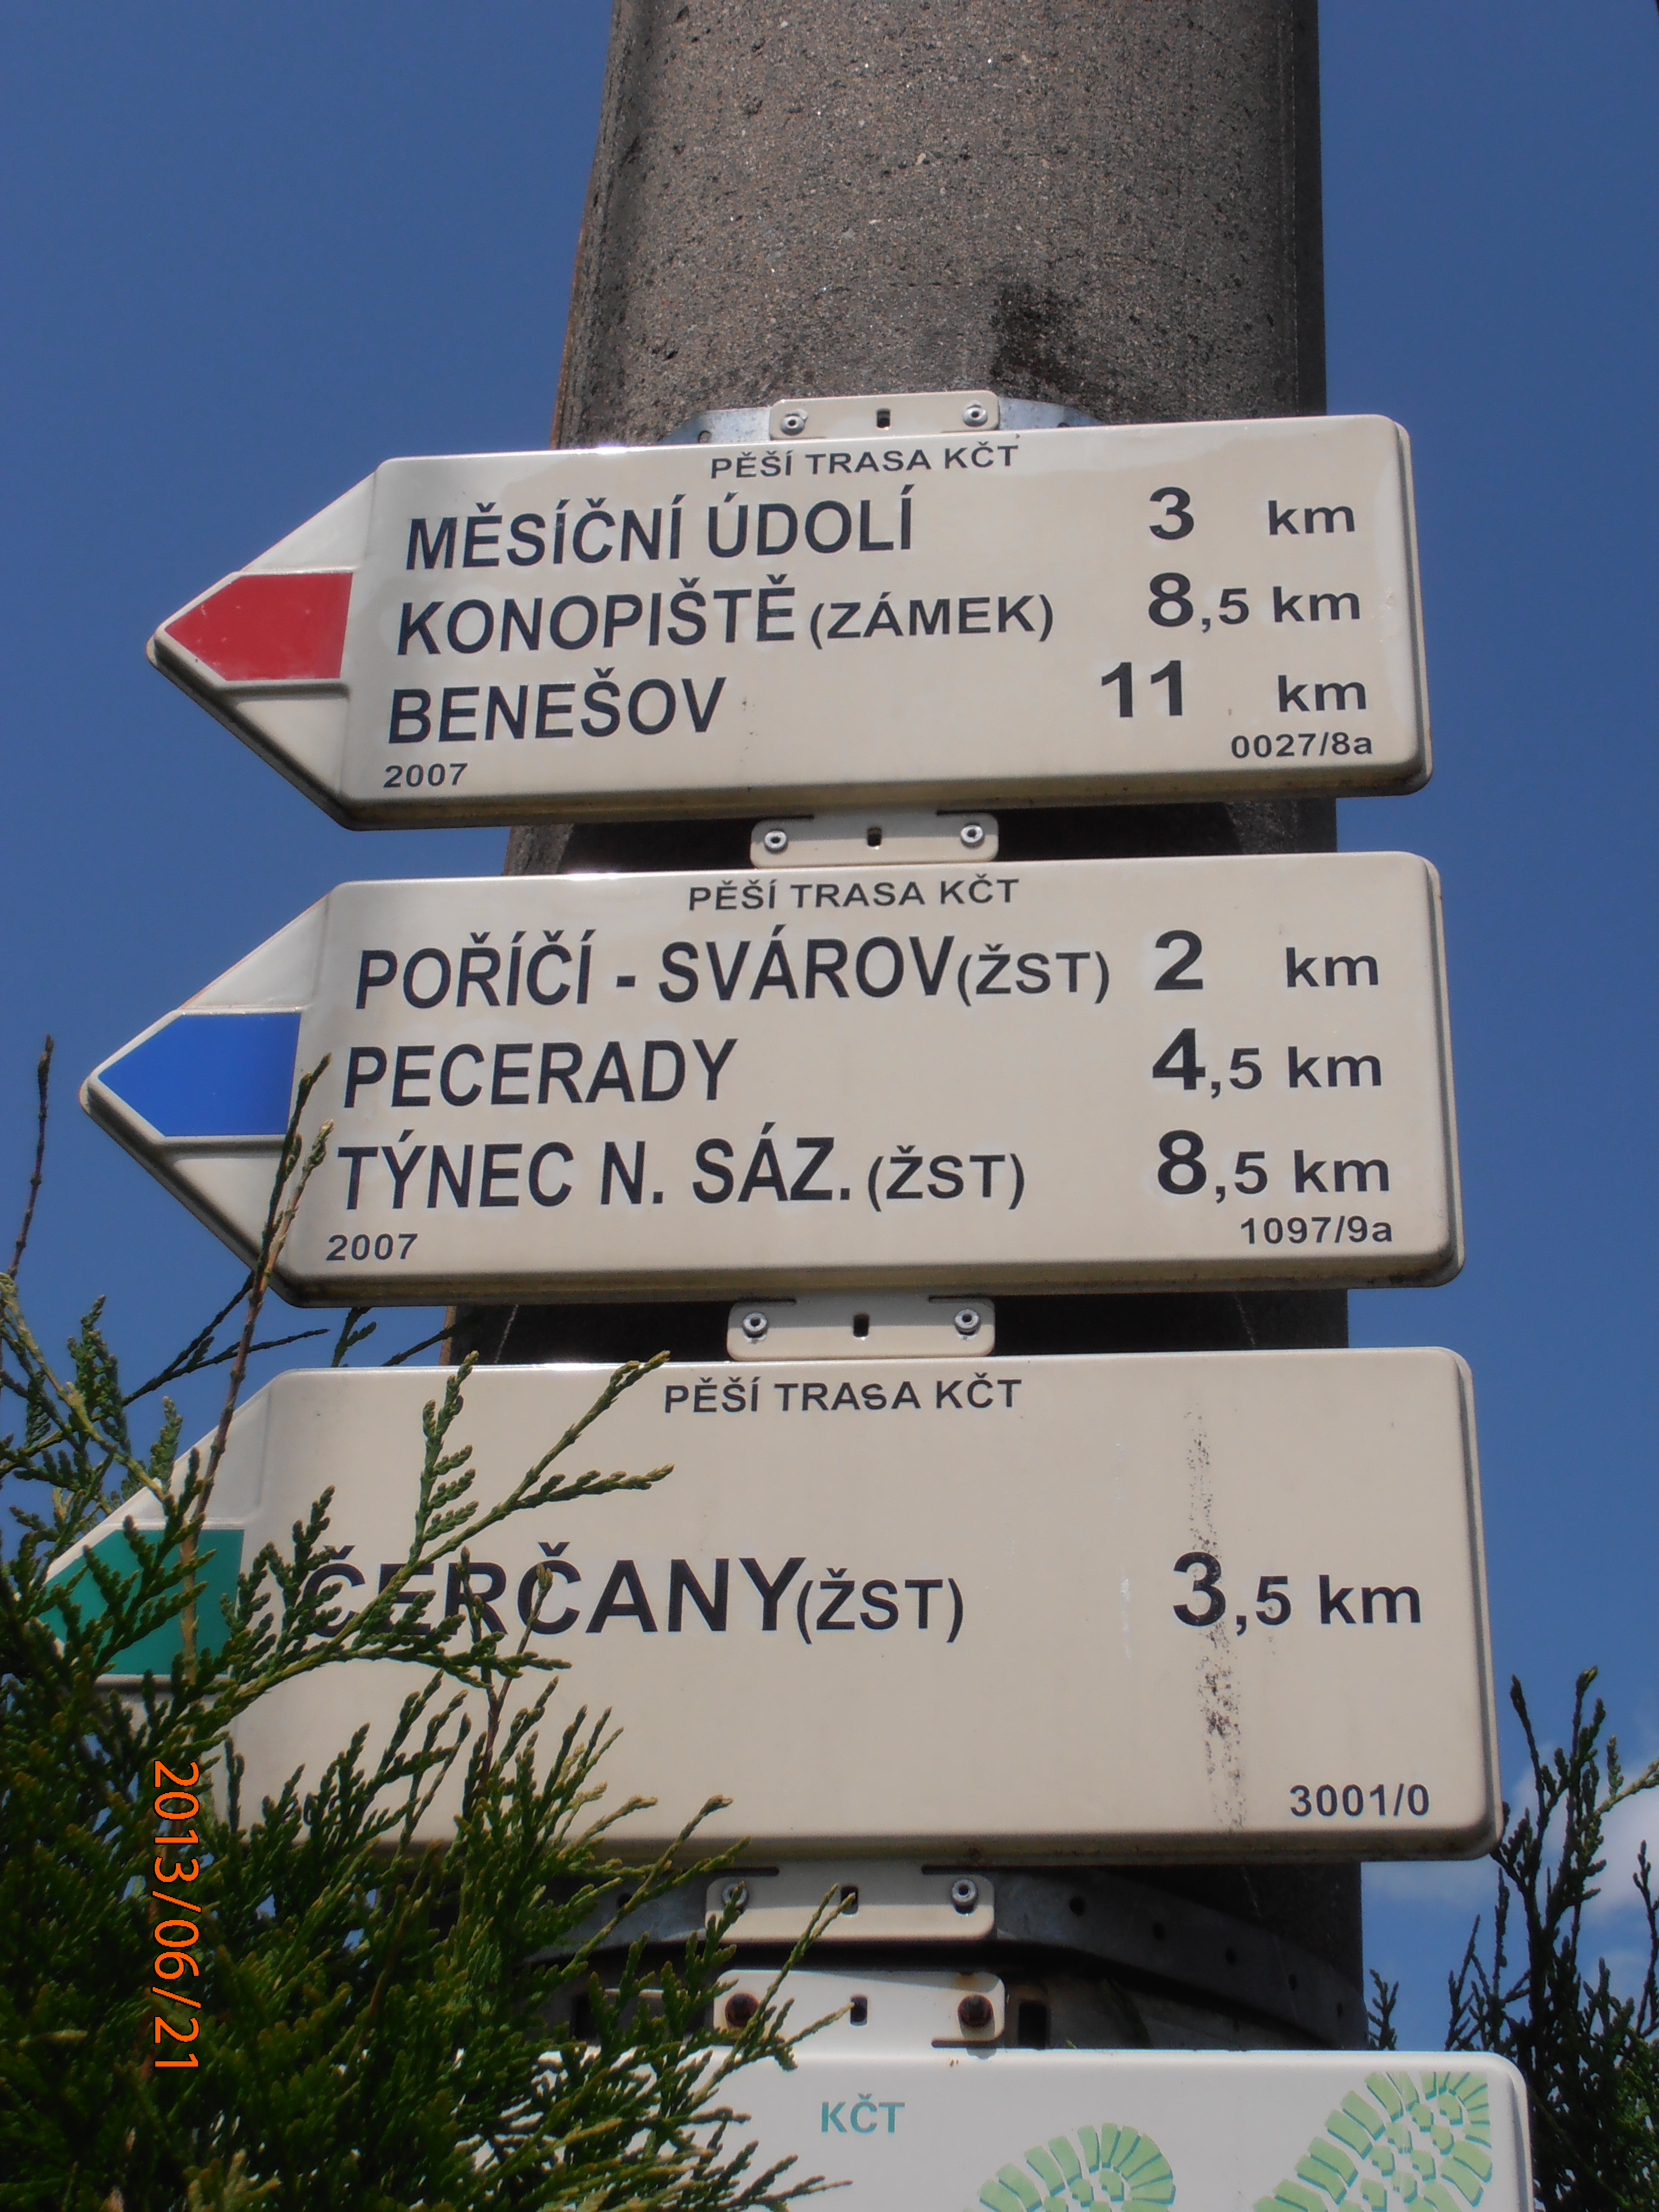 PĚŠÍ TRASA KČT
MĚSÍČNÍ ÚDOLÍ 3 km
KONOPIŠTĚ (ZÁMEK) 8,5 km
BENEŠOV 11 km
2007 0027/8a
PĚŠÍ TRASA KČT
POŘÍČÍ - SVÁROV (ŽST) 2 km
PECERADY 4,5 km
TÝNEC N. SÁZ. (ŽST) 8,5 km
2007 1097/9a
PĚŠÍ TRASA KČT
ČERČANY (ŽST) 3,5 km
3001/0
KČT
2013/06/21